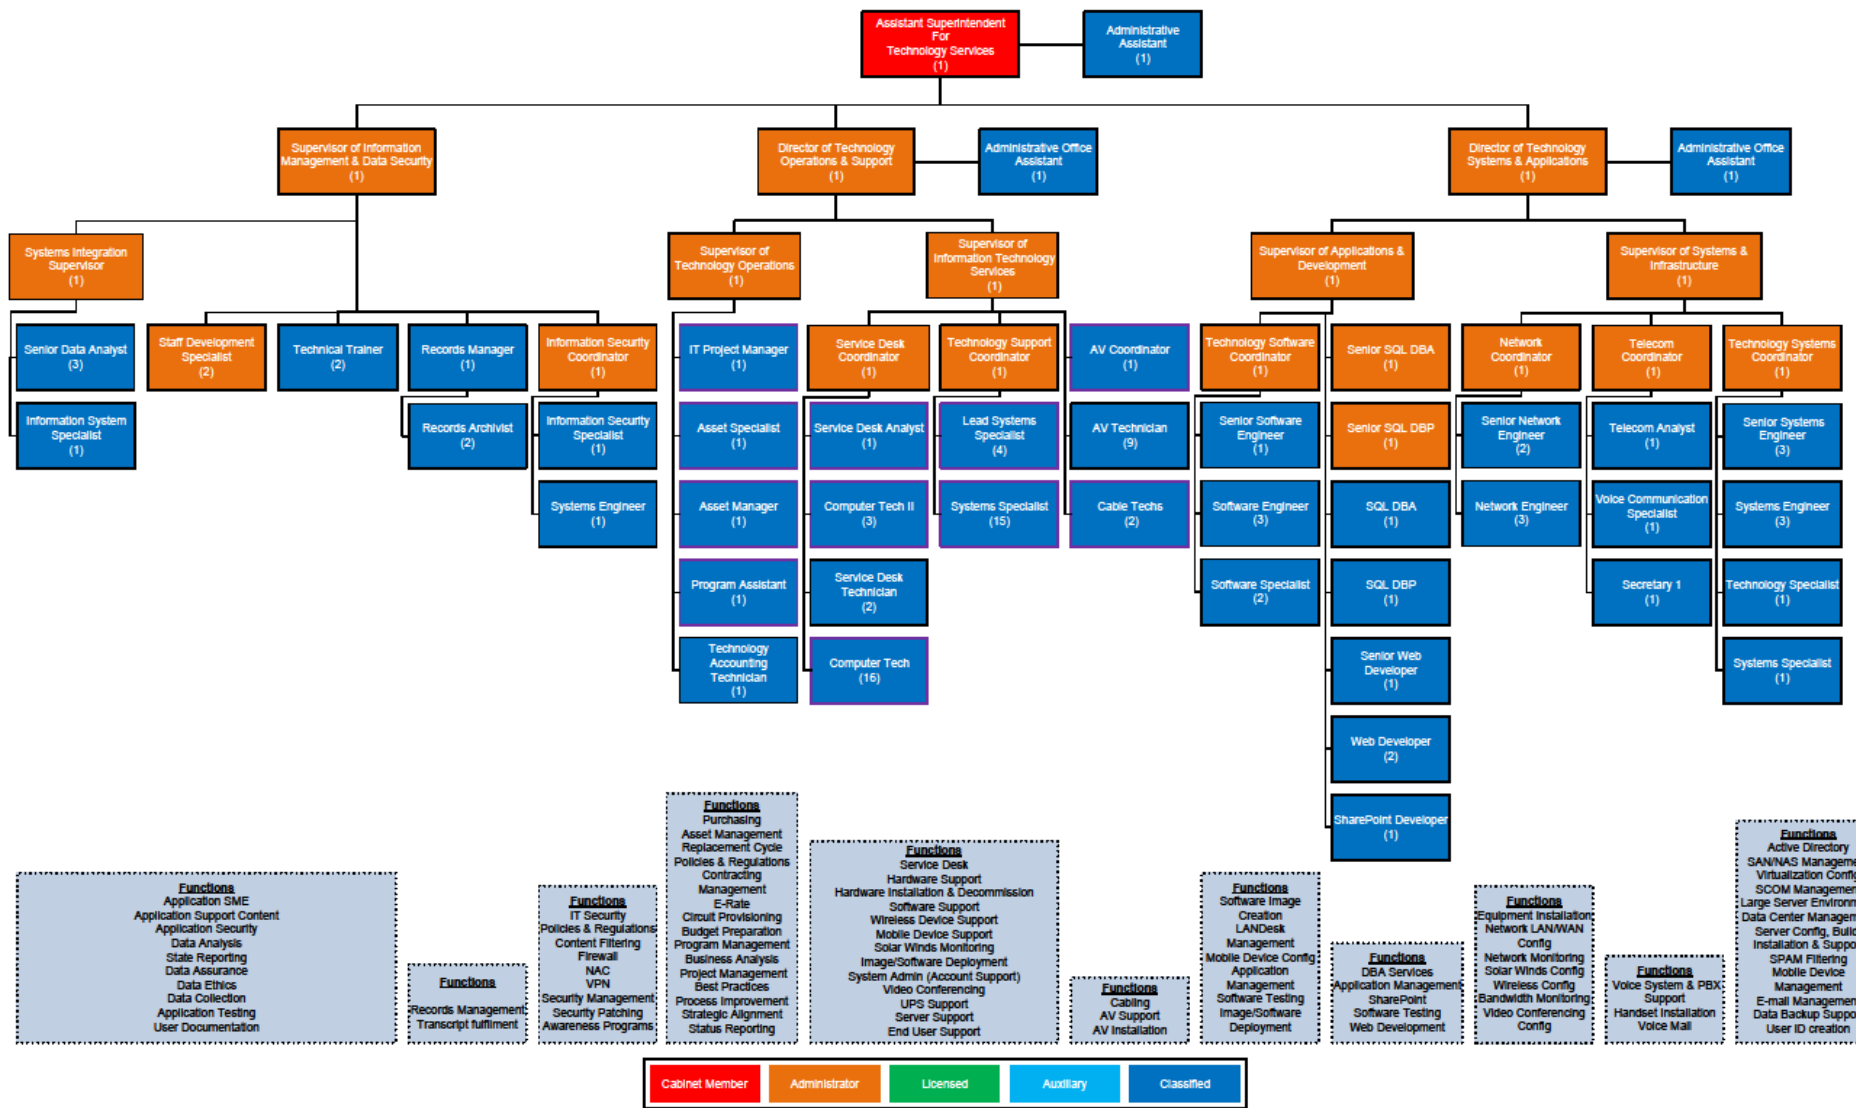 Assistant Superintendent
For
Technology Services
(1)
Administrative
Assistant
(1)
Supervisor of Information
Management & Data Security
(1)
Director of Technology
Operations & Support
(1)
Administrative Office
Assistant
(1)
Director of Technology
Systems & Applications
(1)
Administrative Office
Assistant
(1)
Systems Integration
Supervisor
(1)
Supervisor of
Technology Operations
(1)
Supervisor of
Information Technology
Services
(1)
Supervisor of Applications &
Development
(1)
Supervisor of Systems &
Infrastructure
(1)
Senior Data Analyst
(3)
Staff Development
Specialist
(2)
Technical Trainer
(2)
Records Manager
(1)
Information Security
Coordinator
(1)
IT Project Manager
(1)
Service Desk
Coordinator
(1)
Technology Support
Coordinator
(1)
AV Coordinator
(1)
Technology Software
Coordinator
(1)
Senior SQL DBA
(1)
Network
Coordinator
(1)
Telecom
Coordinator
(1)
Technology Systems
Coordinator
(1)
Information System
Specialist
(1)
Records Archivist
(2)
Information Security
Specialist
(1)
Asset Specialist
(1)
Service Desk Analyst
(1)
Lead Systems
Specialist
(4)
AV Technician
(9)
Senior Software
Engineer
(1)
Senior SQL DBP
(1)
Senior Network
Engineer
(2)
Telecom Analyst
(1)
Senior Systems
Engineer
(3)
Systems Engineer
(1)
Asset Manager
(1)
Computer Tech II
(3)
Systems Specialist
(15)
Cable Techs
(2)
Software Engineer
(3)
SQL DBA
(1)
Network Engineer
(3)
Voice Communication
Specialist
(1)
Systems Engineer
(3)
Program Assistant
(1)
Service Desk
Technician
(2)
Software Specialist
(2)
SQL DBP
(1)
Secretary 1
(1)
Technology Specialist
(1)
Technology
Accounting
Technician
(1)
Computer Tech
(16)
Senior Web
Developer
(1)
Systems Specialist
(1)
Web Developer
(2)
SharePoint Developer
(1)
Functions
Application SME
Application Support Content
Application Security
Data Analysis
State Reporting
Data Assurance
Data Ethics
Data Collection
Application Testing
User Documentation
Functions
Records Management
Transcript fulfilment
Functions
IT Security
Policies & Regulations
Content Filtering
Firewall
NAC
VPN
Security Management
Security Patching
Awareness Programs
Functions
Purchasing
Asset Management
Replacement Cycle
Policies & Regulations
Contracting
Management
E-Rate
Circuit Provisioning
Budget Preparation
Program Management
Business Analysis
Project Management
Best Practices
Process Improvement
Strategic Alignment
Status Reporting
Functions
Service Desk
Hardware Support
Hardware Installation & Decommission
Software Support
Wireless Device Support
Mobile Device Support
Solar Winds Monitoring
Image/Software Deployment
System Admin (Account Support)
Video Conferencing
UPS Support
Server Support
End User Support
Functions
Cabling
AV Support
AV Installation
Functions
Software Image
Creation
LANDesk
Management
Mobile Device Config
Application
Management
Software Testing
Image/Software
Deployment
Functions
DBA Services
Application Management
SharePoint
Software Testing
Web Development
Functions
Equipment Installation
Network LAN/WAN
Config
Network Monitoring
Solar Winds Config
Wireless Config
Bandwidth Monitoring
Video Conferencing
Config
Functions
Voice System & PBX
Support
Handset Installation
Voice Mail
Functions
Active Directory
SAN/NAS Manageme
Virtualization Config
SCOM Management
Large Server Environm
Data Center Manageme
Server Config, Build
Installation & Suppo
SPAM Filtering
Mobile Device
Management
E-mail Management
Data Backup Suppo
User ID creation
Cabinet Member
Administrator
Licensed
Auxiliary
Classified